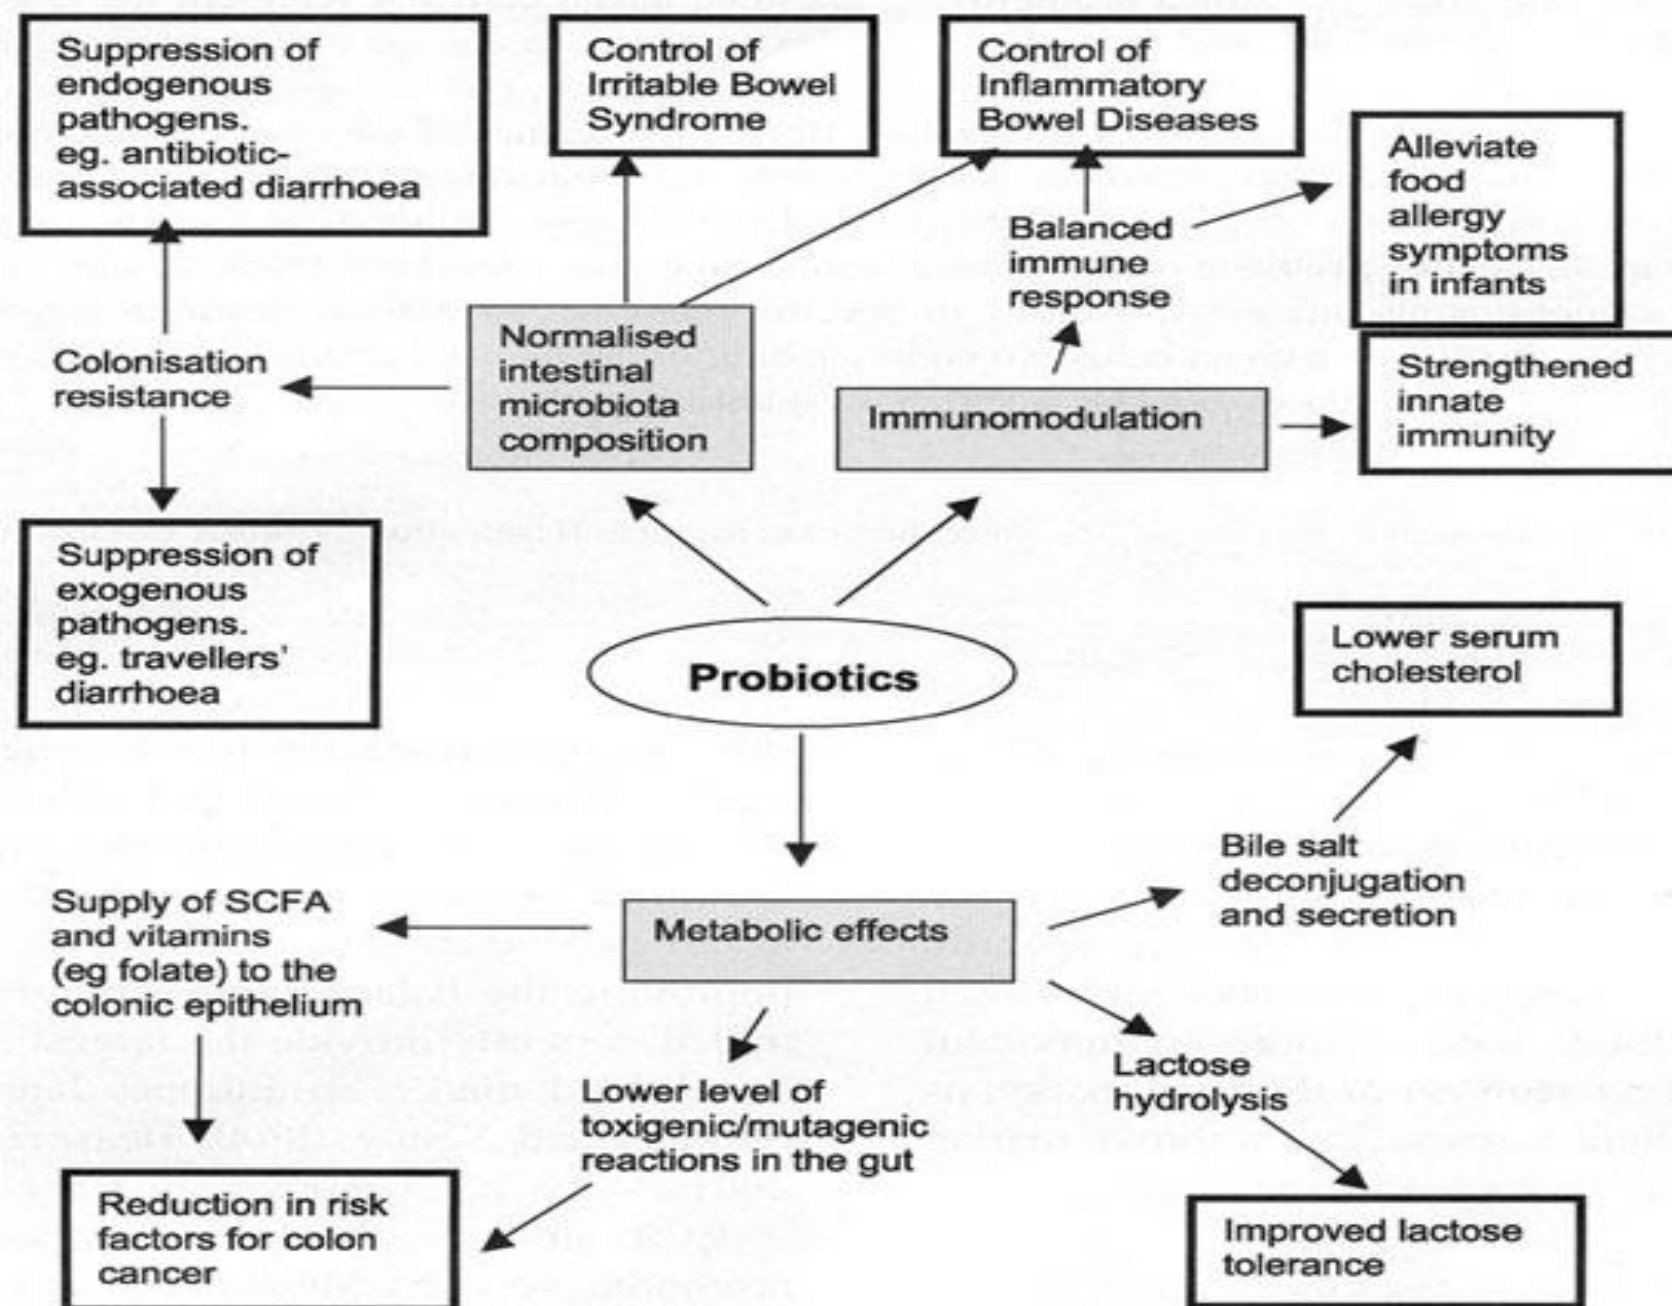 Suppression of
endogenous
pathogens.
eg. antibiotic-
associated diarrhoea
Control of
Irritable Bowel
Syndrome
Control of
Inflammatory
Bowel Diseases
Alleviate
food
allergy
symptoms
in infants
Balanced
immune
response
Colonisation
resistance
Normalised
intestinal
microbiota
composition
Immunomodulation
Strengthened
innate
immunity
Suppression of
exogenous
pathogens.
eg. travellers'
diarrhoea
Probiotics
Lower serum
cholesterol
Bile salt
deconjugation
and secretion
Supply of SCFA
and vitamins
(eg folate) to the
colonic epithelium
Metabolic effects
Lactose
hydrolysis
Lower level of
toxigenic/mutagenic
reactions in the gut
Reduction in risk
factors for colon
cancer
Improved lactose
tolerance